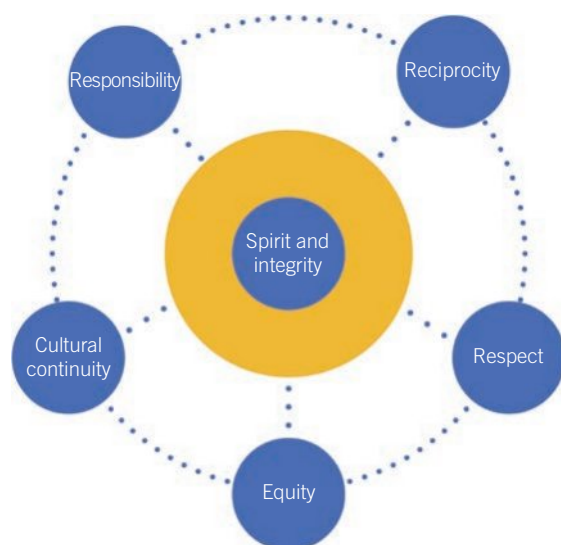 Responsibility
Reciprocity
Spirit and
integrity
Cultural
continuity
Respect
Equity